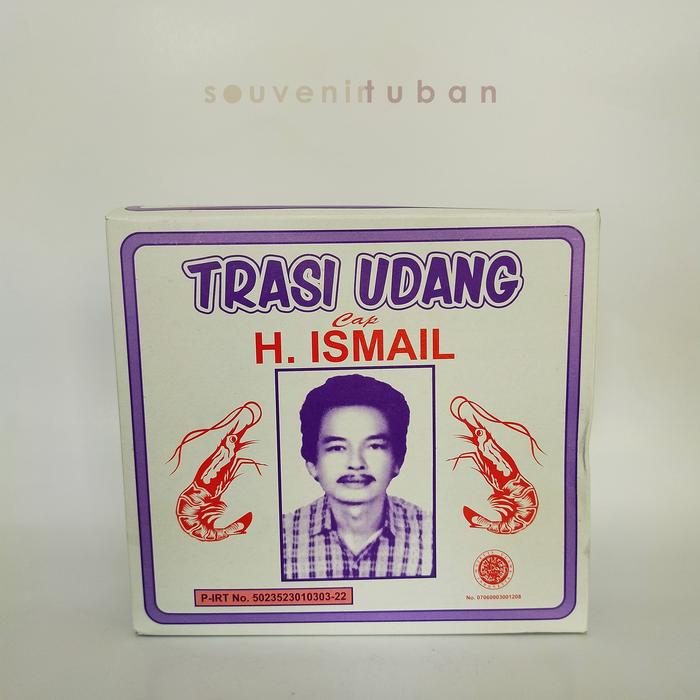 souvenirtuban
TRASI UDANG
Cap
H. ISMAIL
P-IRT No. 5023523010303-22
No. 07060003001208